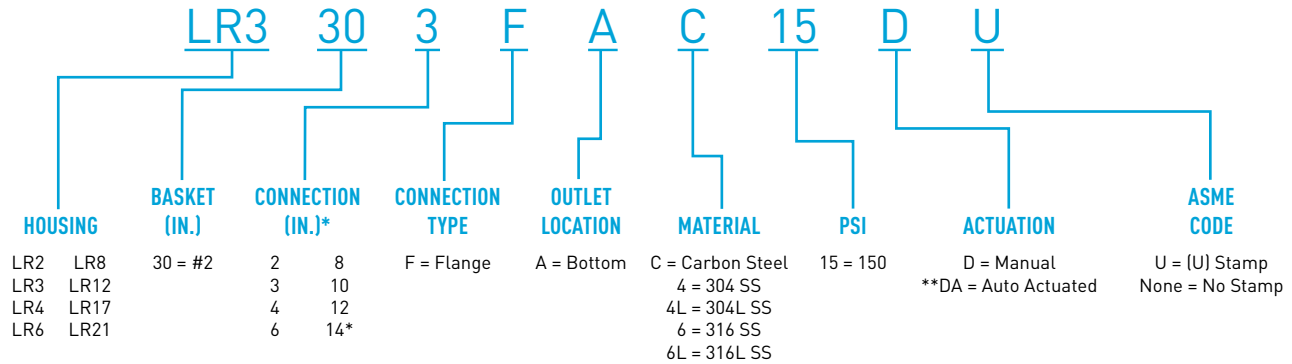 LR3 30 3 F A C 15 D U
HOUSING
LR2 LR8
LR3 LR12
LR4 LR17
LR6 LR21
BASKET
(IN.)
30 = #2
CONNECTION
(IN.)*
2 8
3 10
4 12
6 14*
CONNECTION
TYPE
F = Flange
OUTLET
LOCATION
A = Bottom
MATERIAL
C = Carbon Steel
4 = 304 SS
4L = 304L SS
6 = 316 SS
6L = 316L SS
PSI
15 = 150
ACTUATION
D = Manual
**DA = Auto Actuated
ASME
CODE
U = (U) Stamp
None = No Stamp